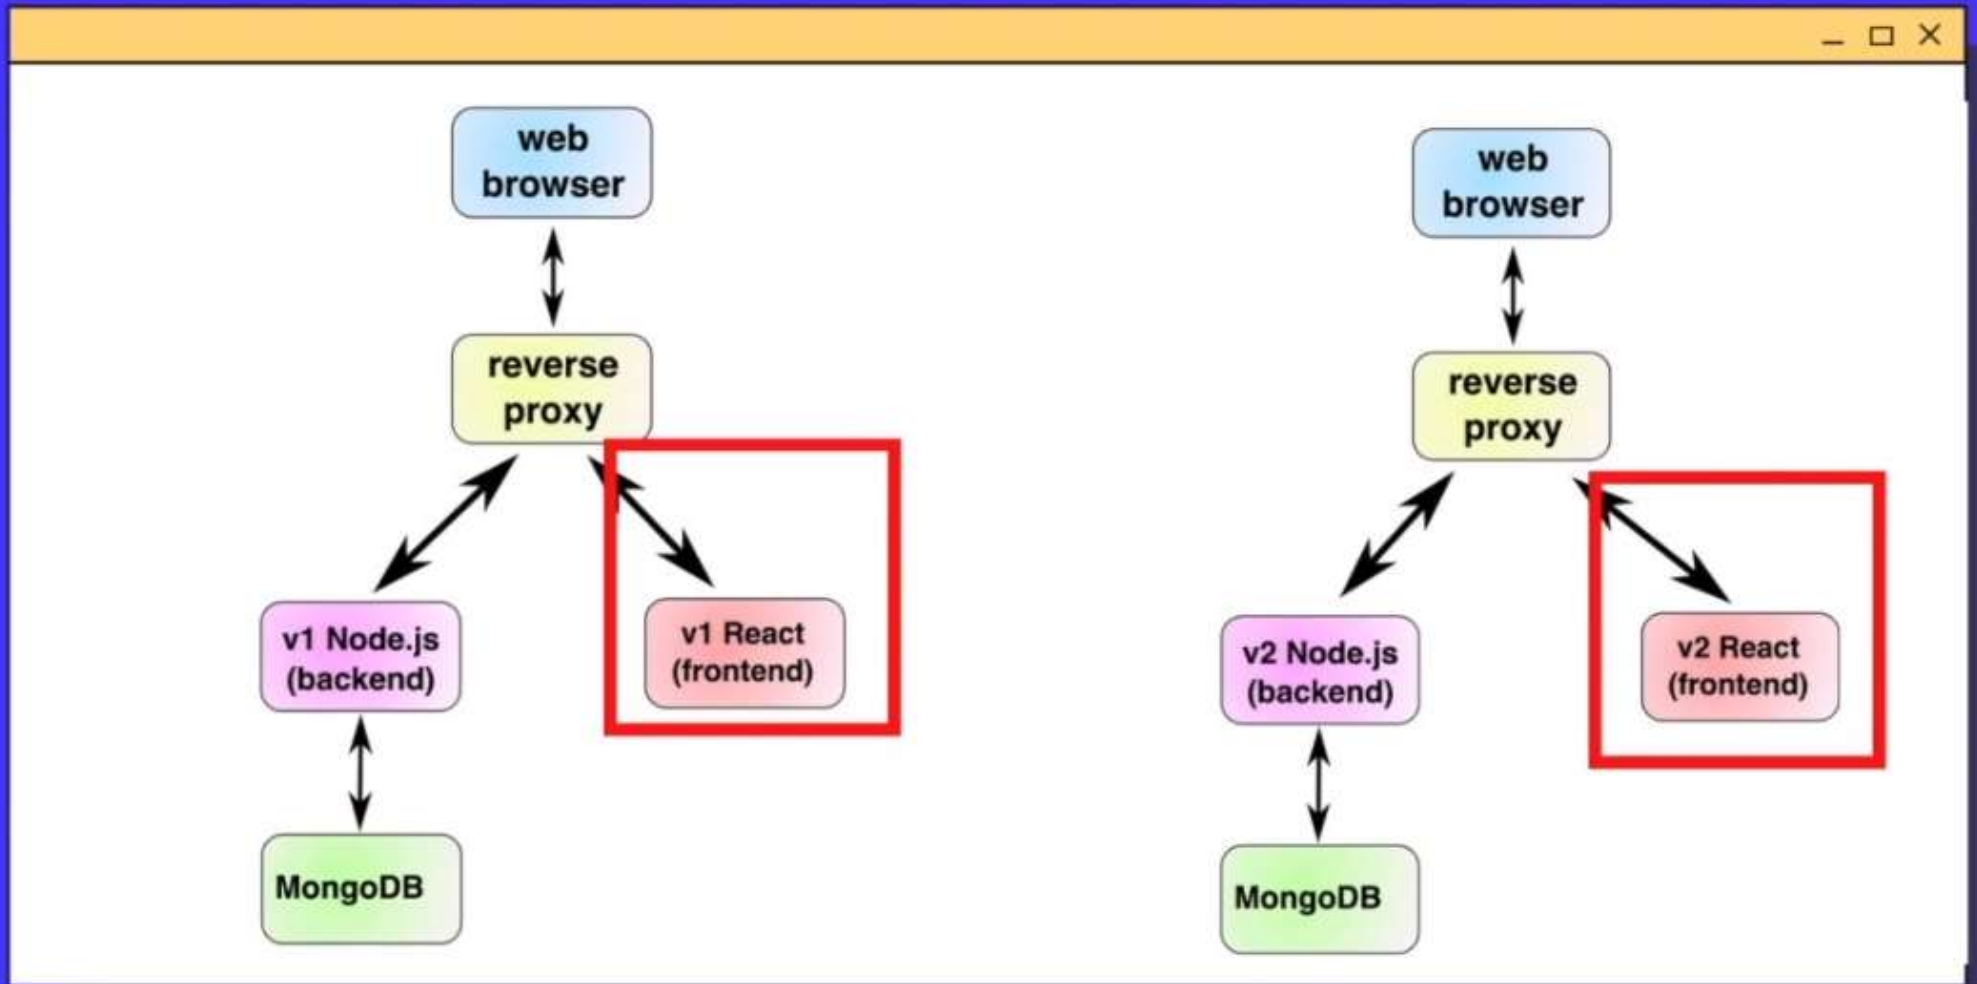 web
browser
reverse
proxy
v1 Node.js
(backend)
v1 React
(frontend)
MongoDB
web
browser
reverse
proxy
v2 Node.js
(backend)
v2 React
(frontend)
MongoDB